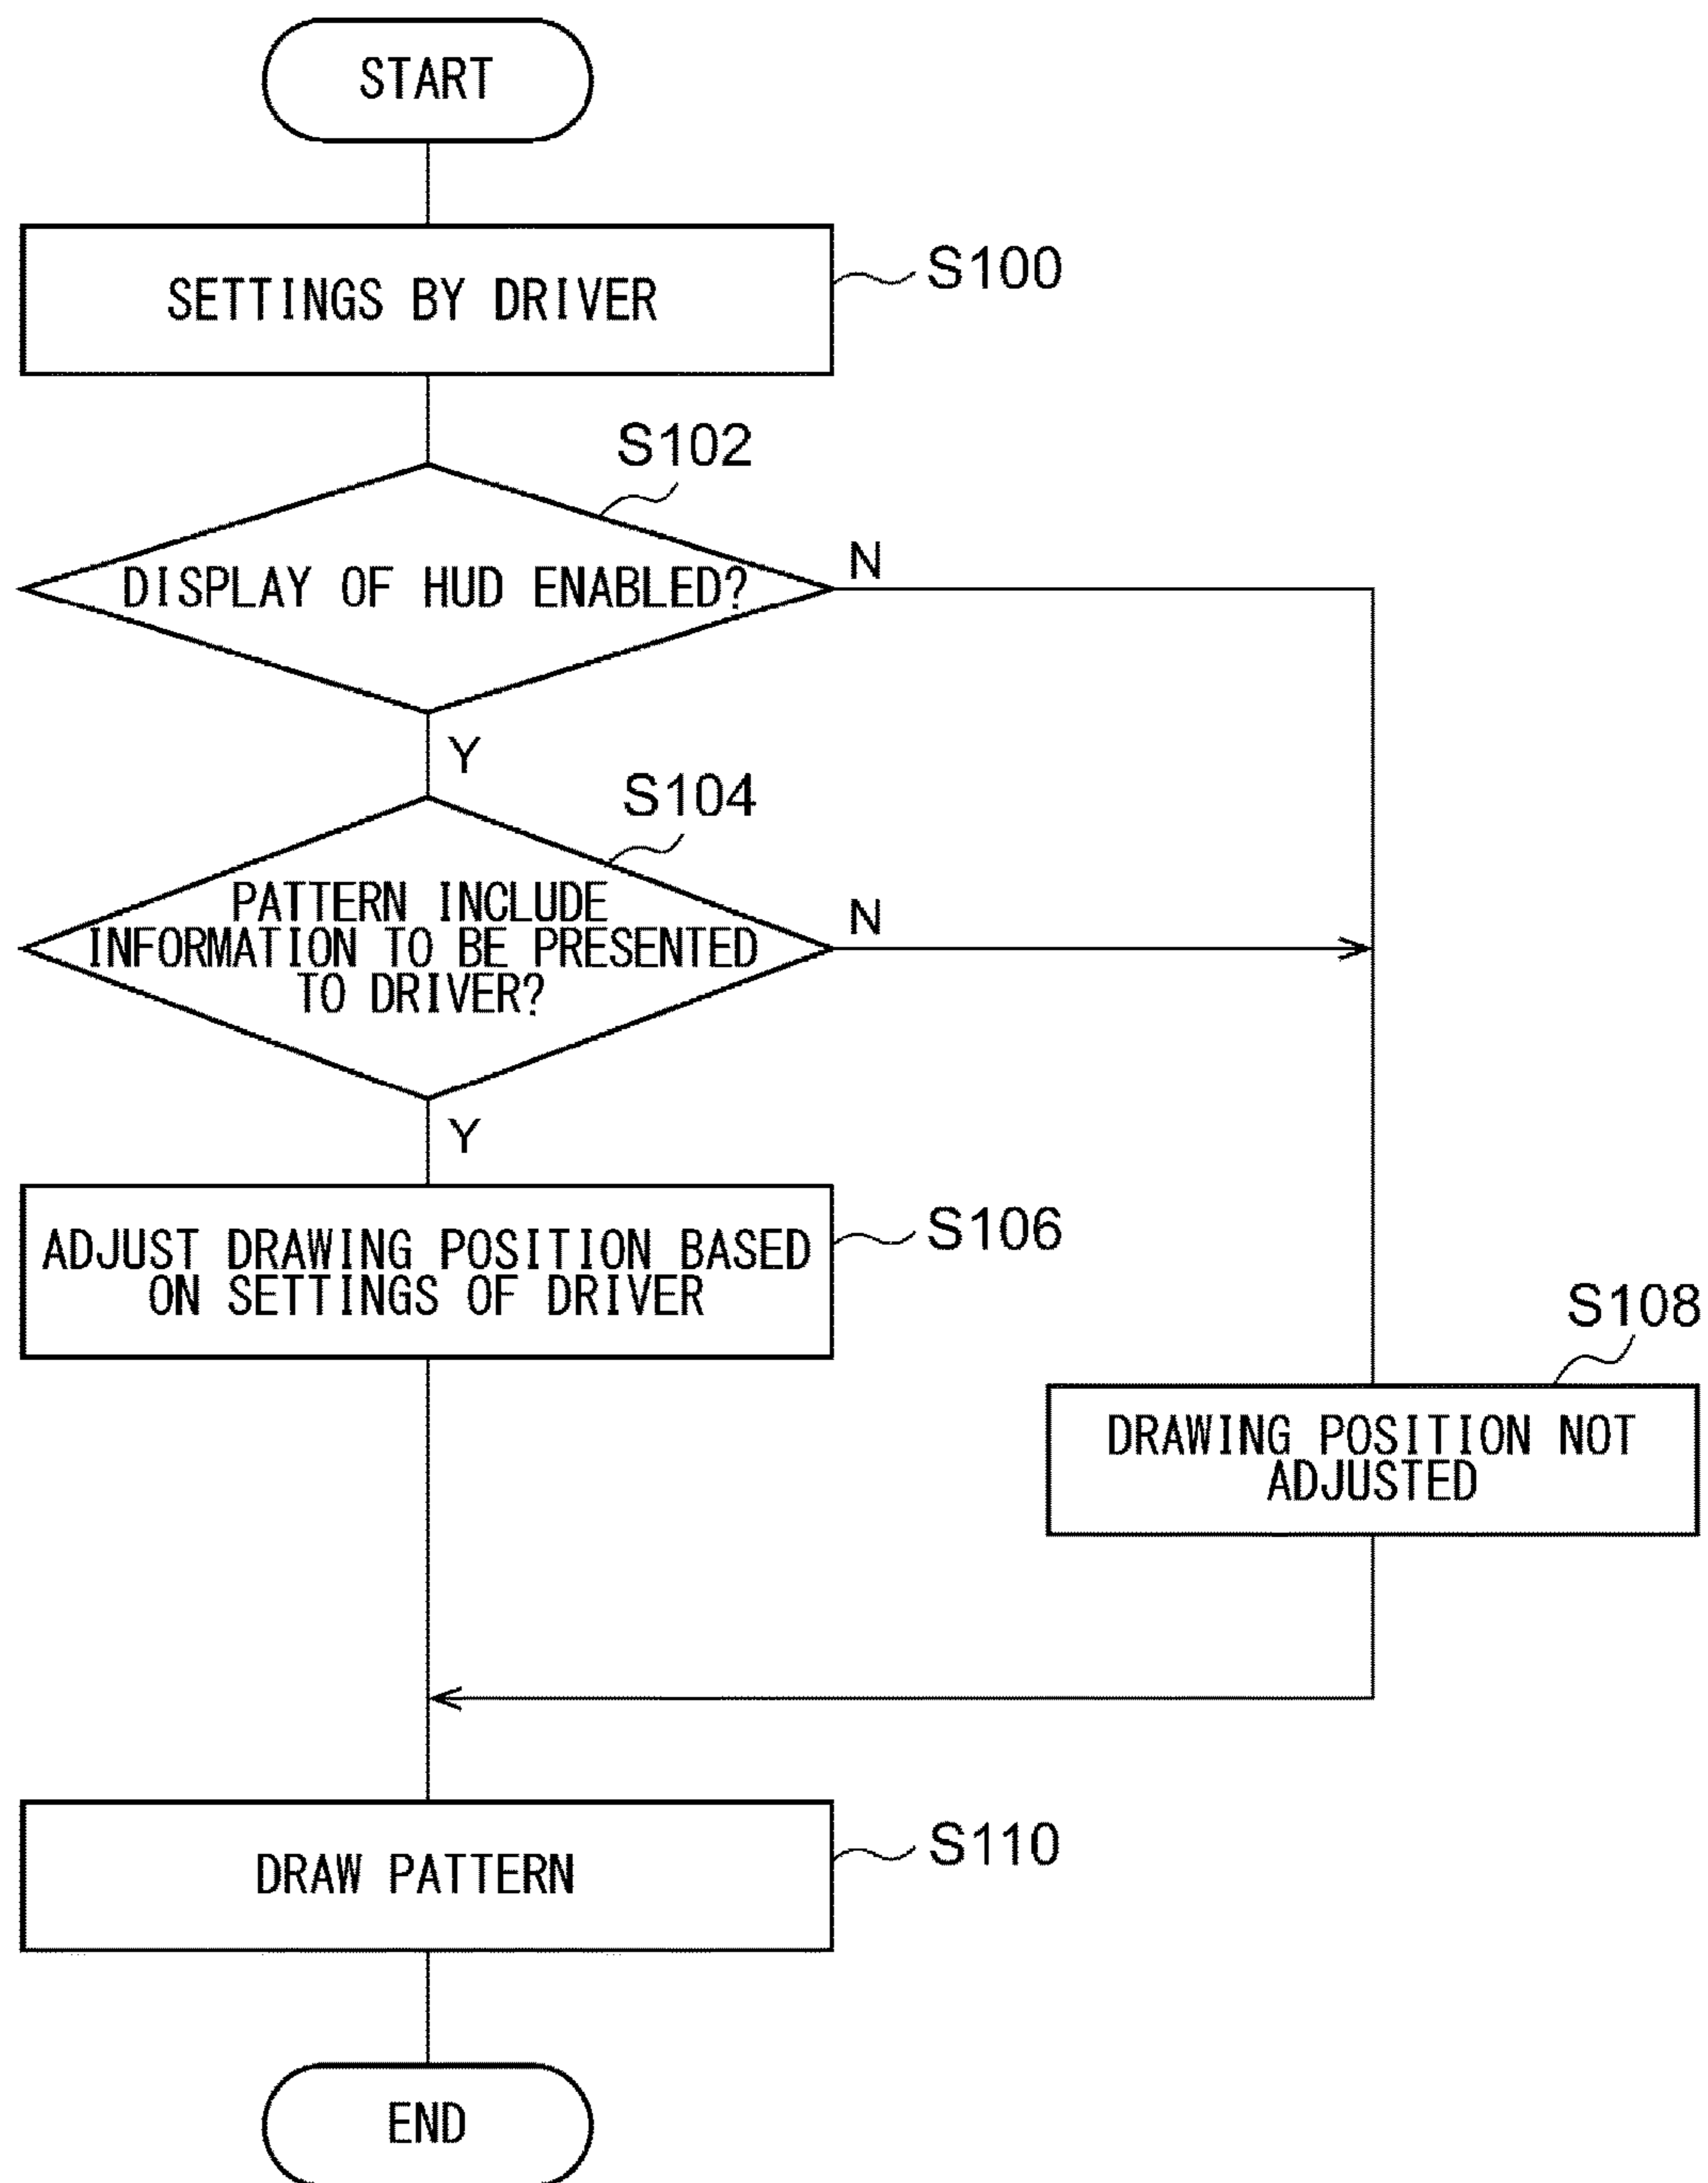 START
SETTINGS BY DRIVER
S100
S102
DISPLAY OF HUD ENABLED?
N
Y
S104
PATTERN INCLUDE
INFORMATION TO BE PRESENTED
TO DRIVER?
N
Y
ADJUST DRAWING POSITION BASED
ON SETTINGS OF DRIVER
S106
S108
DRAWING POSITION NOT
ADJUSTED
DRAW PATTERN
S110
END